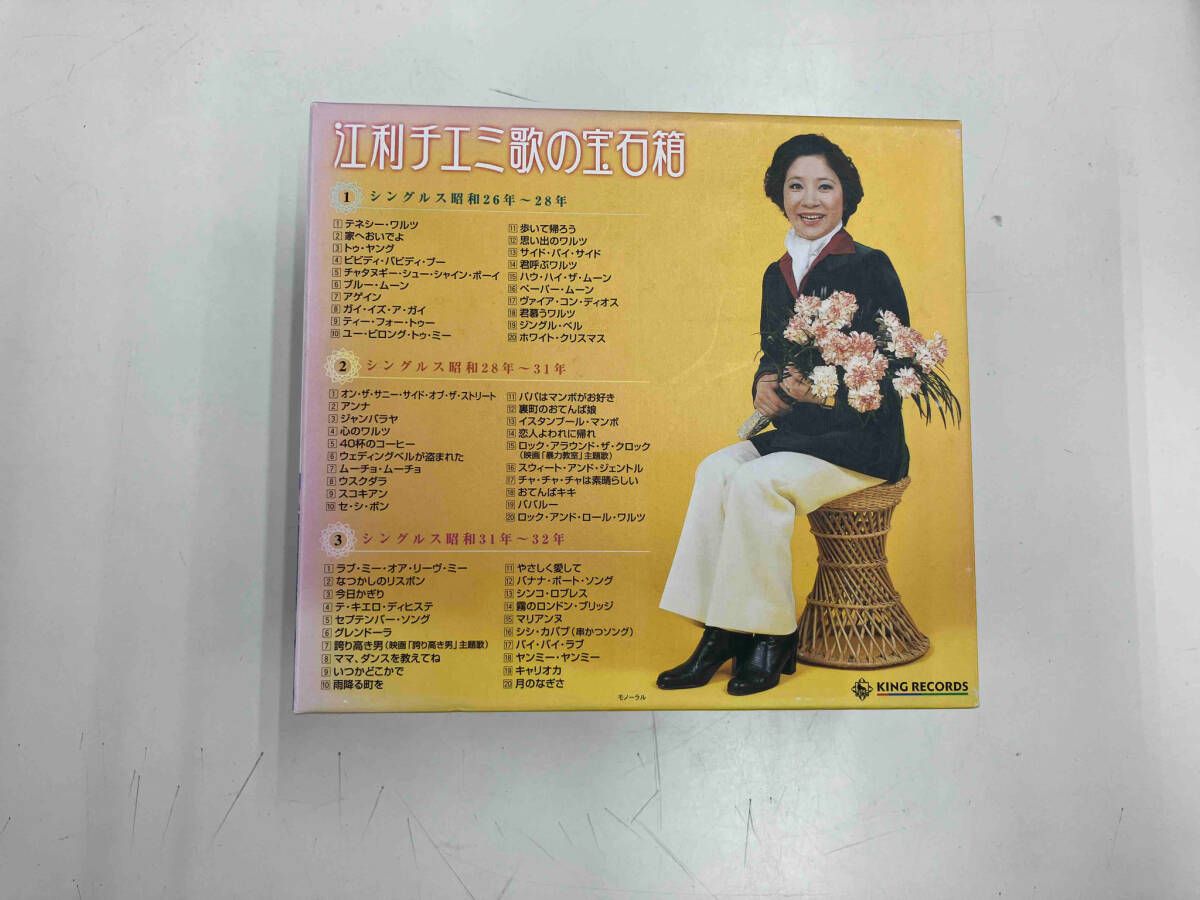 江利チエミ歌の宝石箱
1 シングルス昭和26年～28年
1 テネシー・ワルツ
2 家へおいでよ
3 トゥ・ヤング
4 ビビディ・バビディ・ブー
5 チャタヌギー・シュー・シャイン・ボーイ
6 ブルー・ムーン
7 アゲイン
8 ガイ・イズ・ア・ガイ
9 ティー・フォー・トゥー
10 ユー・ビロング・トゥ・ミー
11 歩いて帰ろう
12 思い出のワルツ
13 サイド・バイ・サイド
14 君呼ぶワルツ
15 ハウ・ハイ・ザ・ムーン
16 ペーパー・ムーン
17 ヴァイア・コン・ディオス
18 君慕うワルツ
19 ジングル・ベル
20 ホワイト・クリスマス
2 シングルス昭和28年～31年
1 オン・ザ・サニー・サイド・オブ・ザ・ストリート
2 アンナ
3 ジャンバラヤ
4 心のワルツ
5 40杯のコーヒー
6 ウェディングベルが盗まれた
7 ムーチョ・ムーチョ
8 ウスクダラ
9 スコキアン
10 セ・シ・ボン
11 パパはマンボがお好き
12 裏町のおてんば娘
13 イスタンブール・マンボ
14 恋人よわれに帰れ
15 ロック・アラウンド・ザ・クロック
(映画「暴力教室」主題歌)
16 スウィート・アンド・ジェントル
17 チャ・チャ・チャは素晴らしい
18 おてんばキキ
19 ババルー
20 ロック・アンド・ロール・ワルツ
3 シングルス昭和31年～32年
1 ラブ・ミー・オア・リーヴ・ミー
2 なつかしのリスボン
3 今日かぎり
4 テ・キエロ・ディヒステ
5 セプテンバー・ソング
6 グレンドーラ
7 誇り高き男(映画「誇り高き男」主題歌)
8 ママ、ダンスを教えてね
9 いつかどこかで
10 雨降る町を
11 やさしく愛して
12 バナナ・ボート・ソング
13 シンコ・ロブレス
14 霧のロンドン・ブリッジ
15 マリアンヌ
16 シシ・カバブ(串かつソング)
17 バイ・バイ・ラブ
18 ヤンミー・ヤンミー
19 キャリオカ
20 月のなぎさ
モノーラル
KING RECORDS